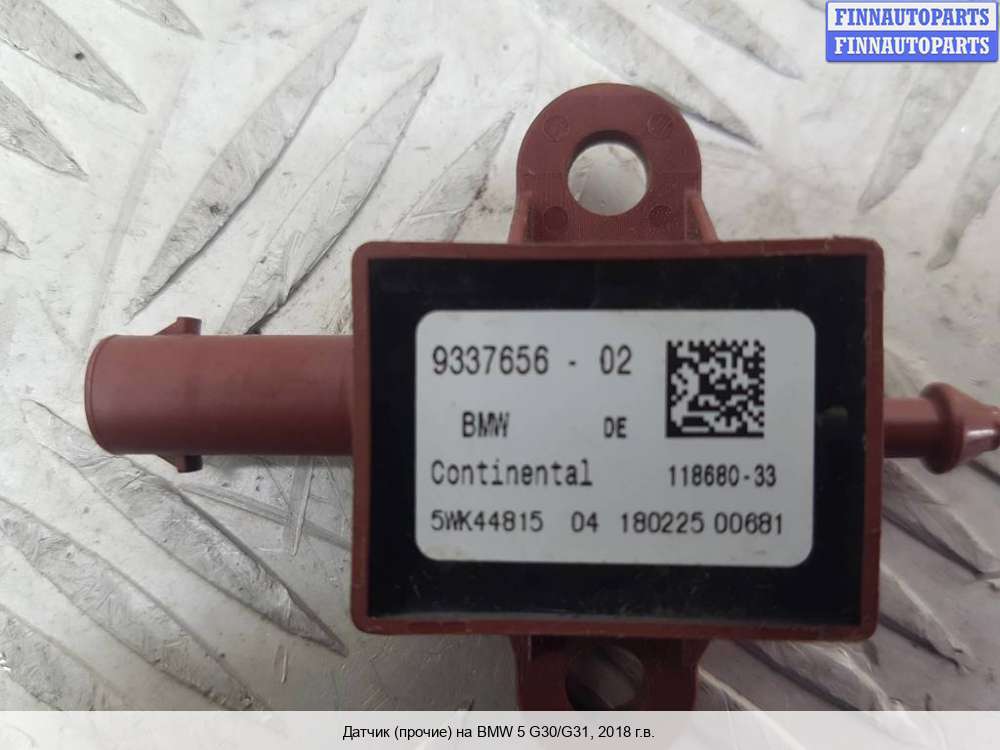 FINNAUTOPARTS
FINNAUTOPARTS
9337656 - 02
BMW DE
Continental 118680-33
5WK44815 04 180225 00681
Датчик (прочие) на BMW 5 G30/G31, 2018 г.в.